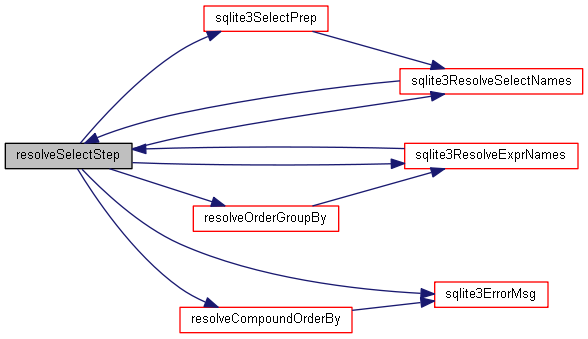 sqlite3SelectPrep
sqlite3ResolveSelectNames
resolveSelectStep
sqlite3ResolveExprNames
resolveOrderGroupBy
sqlite3ErrorMsg
resolveCompoundOrderBy